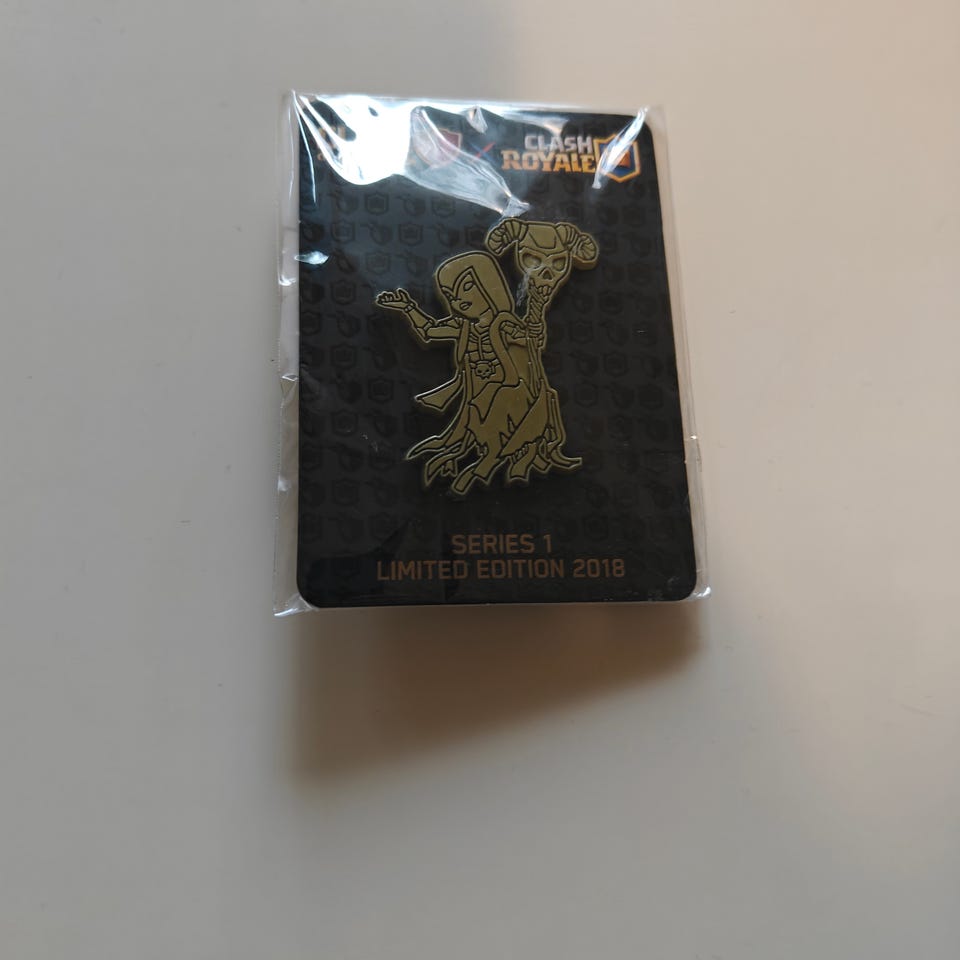 CLASH
ROYALE
SERIES 1
LIMITED EDITION 2018